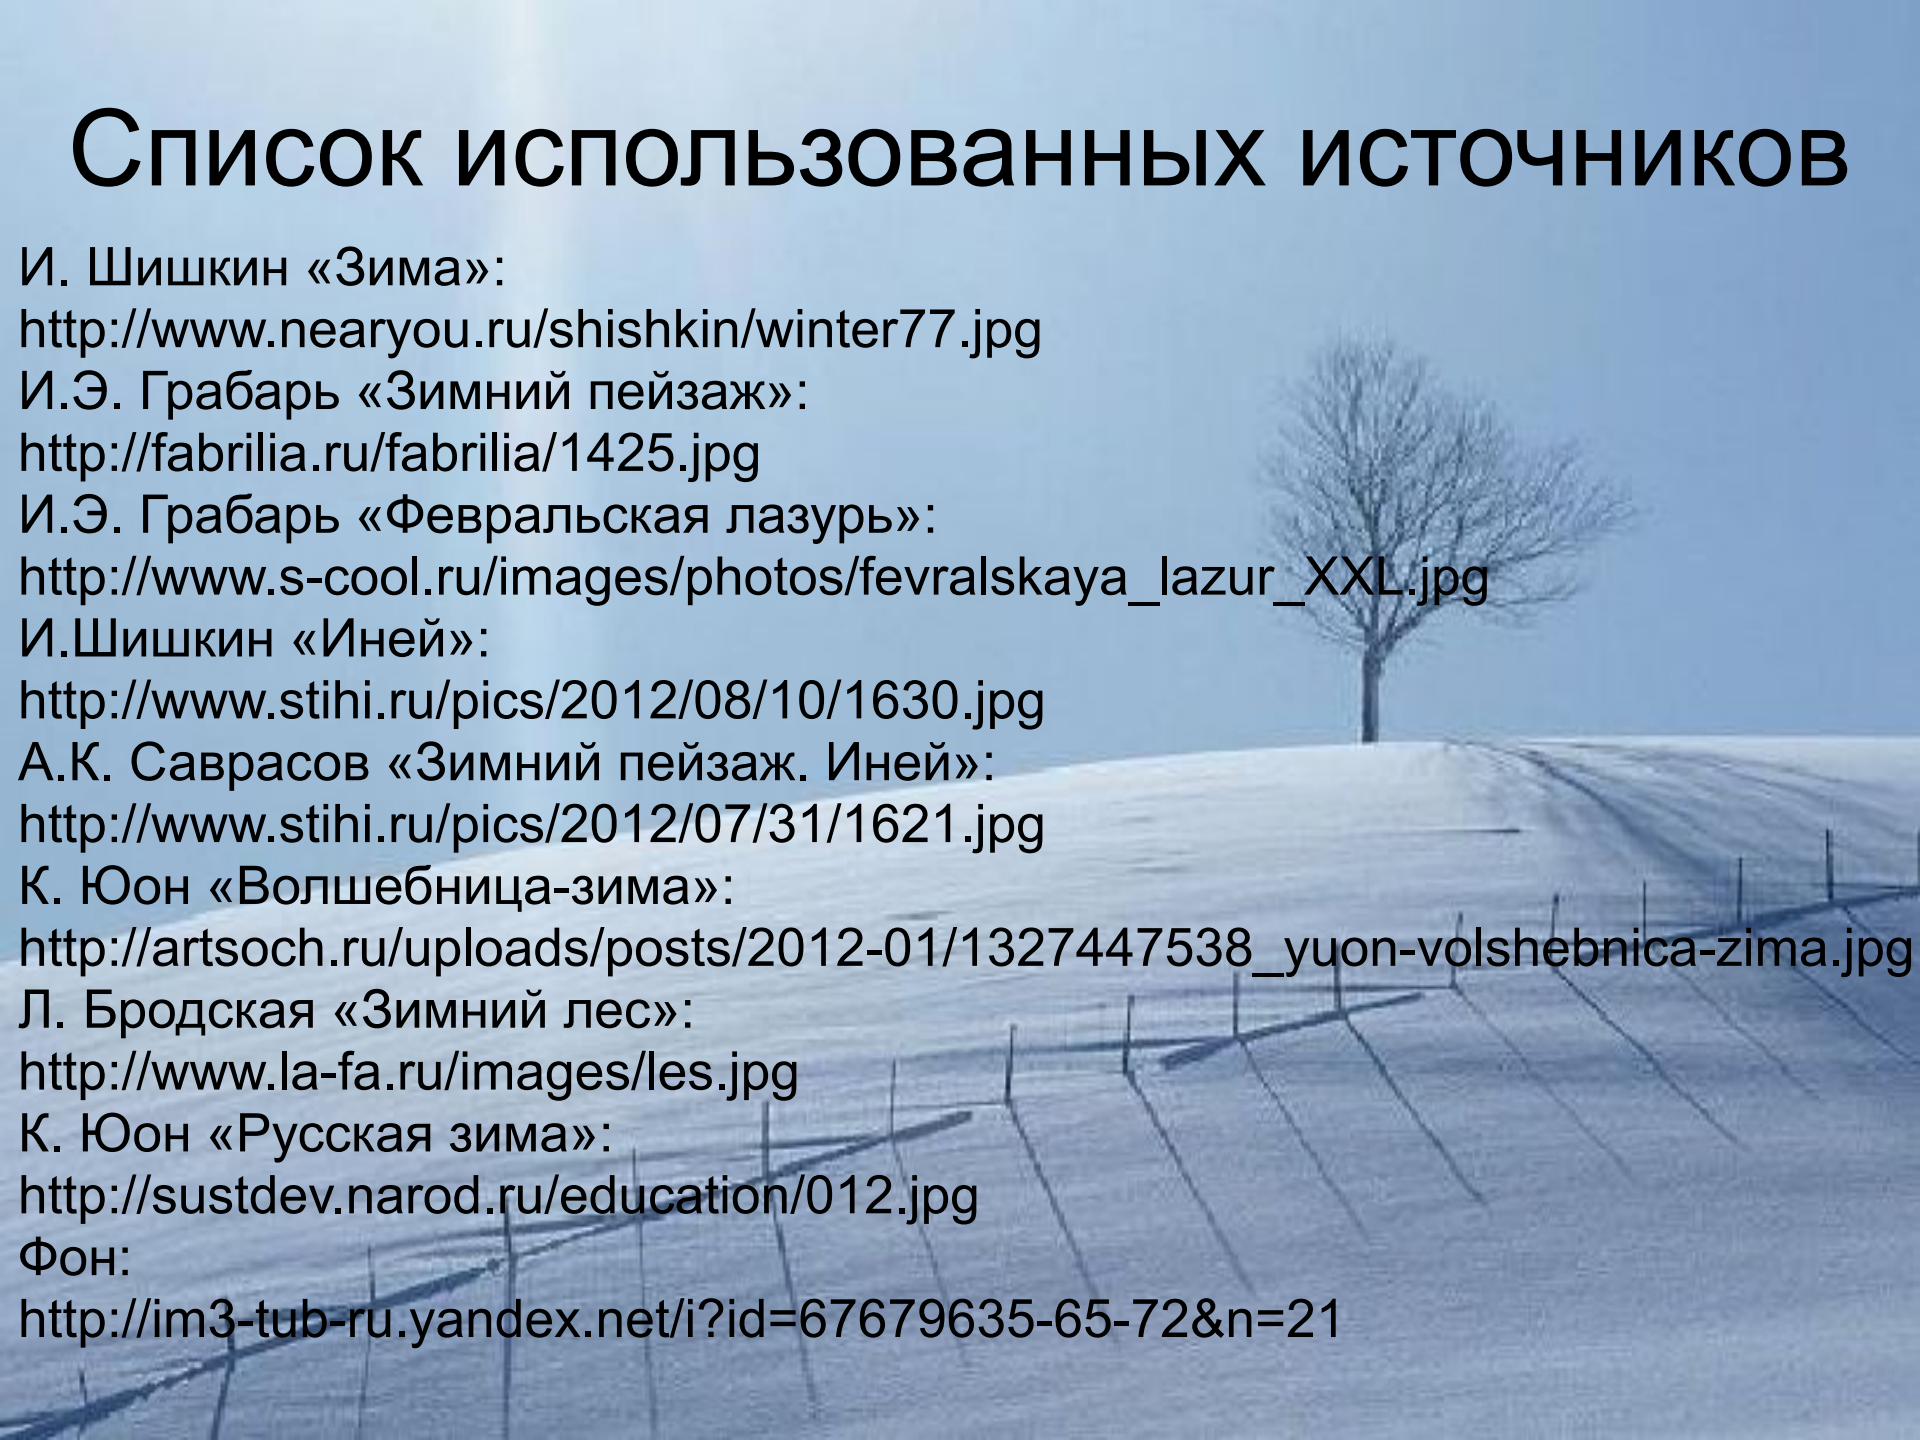 Список использованных источников
И. Шишкин «Зима»:
http://www.nearyou.ru/shishkin/winter77.jpg
И.Э. Грабарь «Зимний пейзаж»:
http://fabrilia.ru/fabrilia/1425.jpg
И.Э. Грабарь «Февральская лазурь»:
http://www.s-cool.ru/images/photos/fevralskaya_lazur_XXL.jpg
И.Шишкин «Иней»:
http://www.stihi.ru/pics/2012/08/10/1630.jpg
А.К. Саврасов «Зимний пейзаж. Иней»:
http://www.stihi.ru/pics/2012/07/31/1621.jpg
К. Юон «Волшебница-зима»:
http://artsoch.ru/uploads/posts/2012-01/1327447538_yuon-volshebnica-zima.jpg
Л. Бродская «Зимний лес»:
http://www.la-fa.ru/images/les.jpg
К. Юон «Русская зима»:
http://sustdev.narod.ru/education/012.jpg
Фон:
http://im3-tub-ru.yandex.net/i?id=67679635-65-72&n=21